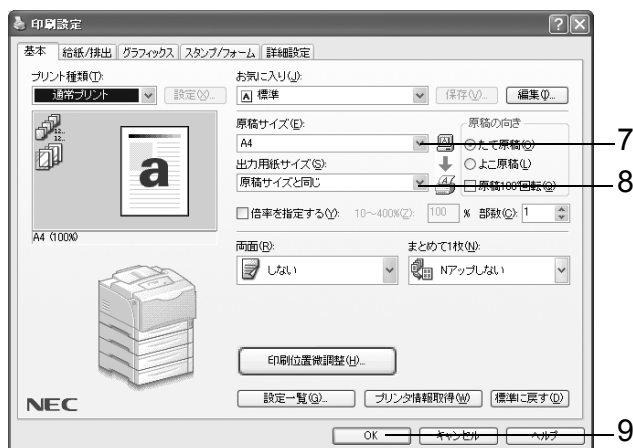 印刷設定
基本 給紙/排出 グラフィックス スタンプ/フォーム 詳細設定
プリント種類(T): お気に入り(J):
通常プリント 設定(X)... A 標準 保存(V)... 編集(I)...
原稿サイズ(E): 原稿の向き
A4 たて原稿(O) 7
出力用紙サイズ(S): よこ原稿(L)
原稿サイズと同じ 原稿180°回転(9) 8
倍率を指定する(Y): 10~400%(Z): 100 % 部数(C): 1
a
A4 (100%)
両面(R): まとめて1枚(N):
しない Nアップしない
印刷位置微調整(H)...
設定一覧(G)... プリンタ情報取得(W) 標準に戻す(D)
NEC
OK キャンセル ヘルプ 9